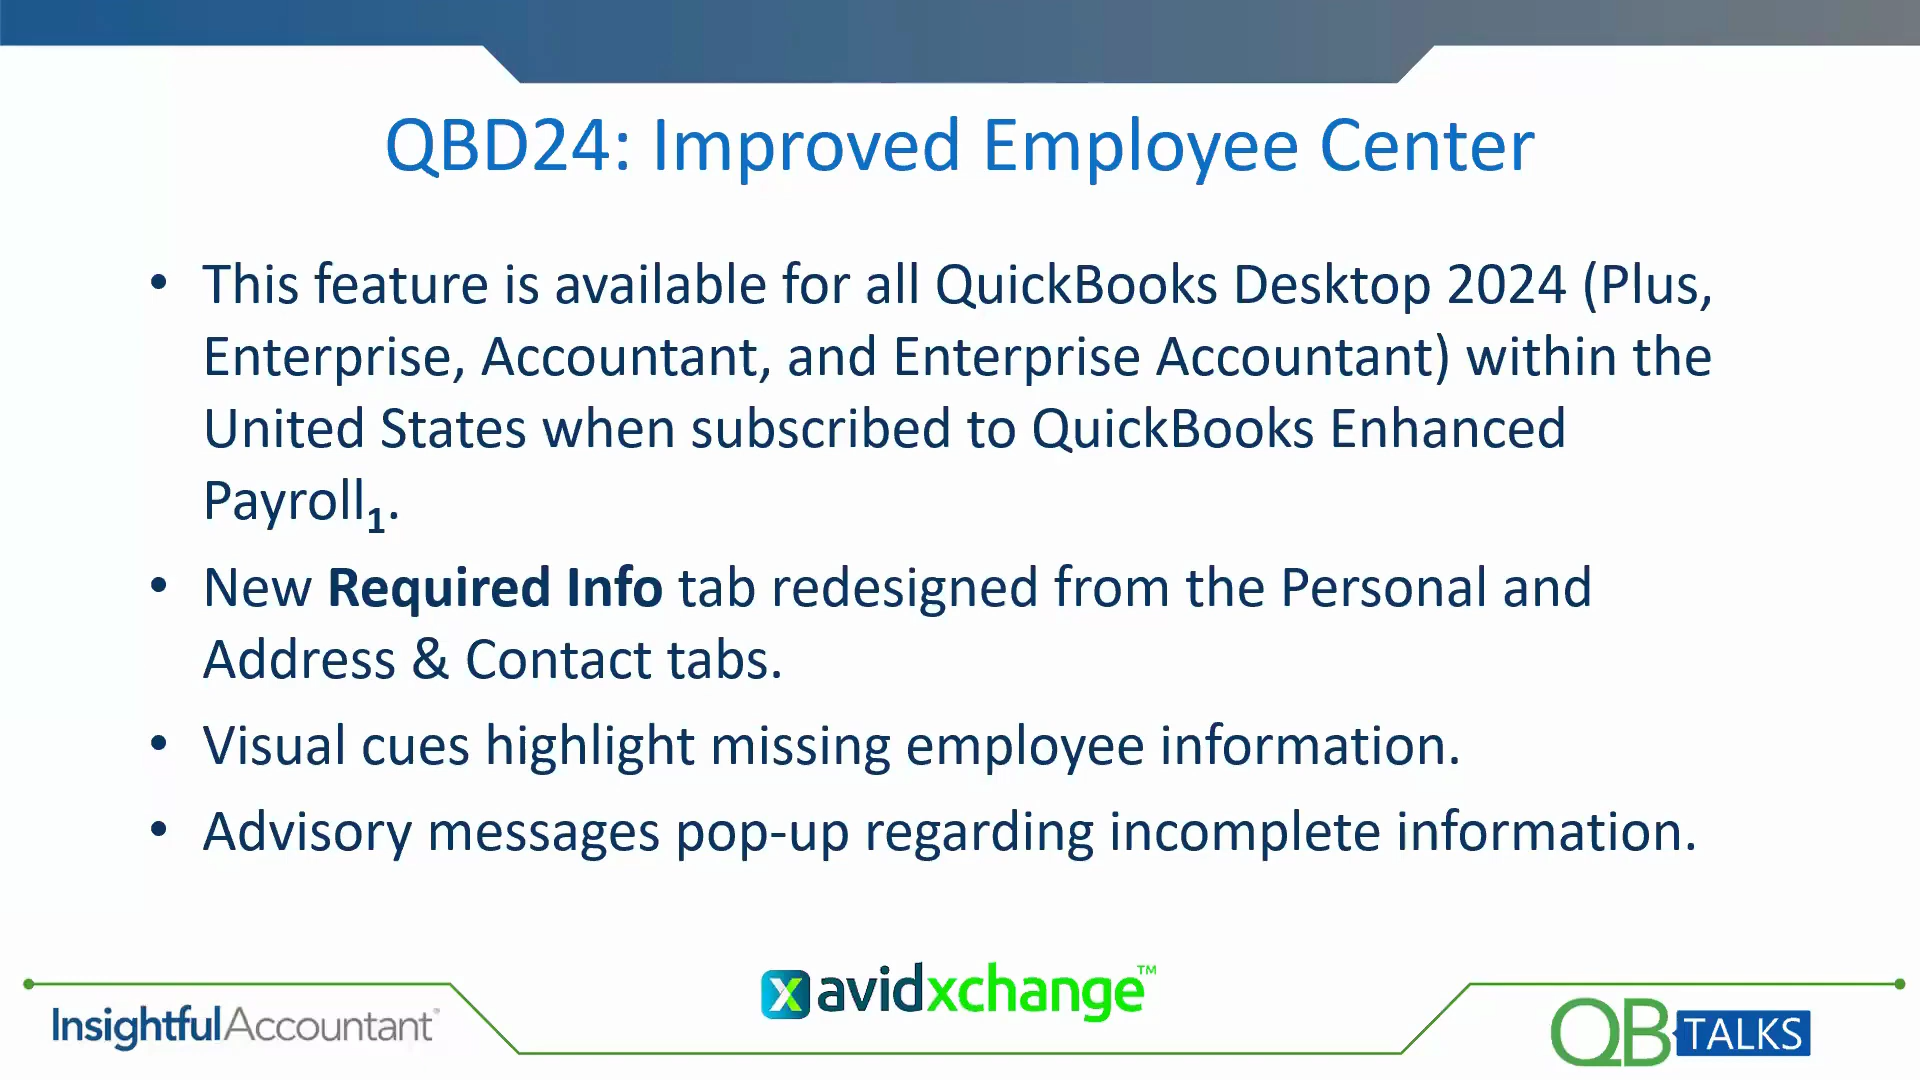 QBD24: Improved Employee Center
• This feature is available for all QuickBooks Desktop 2024 (Plus,
Enterprise, Accountant, and Enterprise Accountant) within the
United States when subscribed to QuickBooks Enhanced
Payroll₁.
• New Required Info tab redesigned from the Personal and
Address & Contact tabs.
• Visual cues highlight missing employee information.
• Advisory messages pop-up regarding incomplete information.
avidxchange™
InsightfulAccountant
QB TALKS